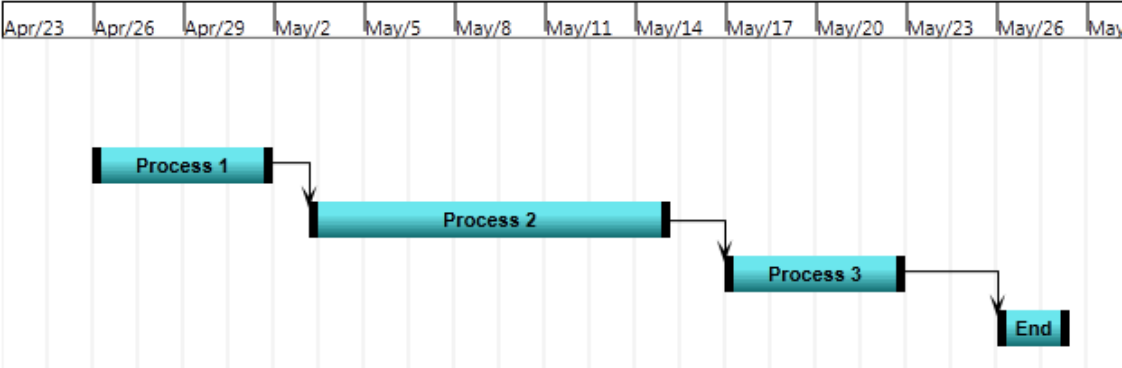 Apr/23 Apr/26 Apr/29 May/2 May/5 May/8 May/11 May/14 May/17 May/20 May/23 May/26 May
Process 1
Process 2
Process 3
End